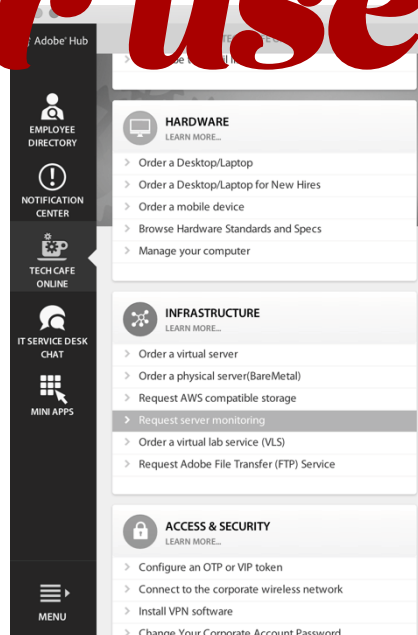 r use
Adobe® Hub
EMPLOYEE
DIRECTORY
NOTIFICATION
CENTER
TECH CAFE
ONLINE
IT SERVICE DESK
CHAT
MINI APPS
MENU
HARDWARE
LEARN MORE...
> Order a Desktop/Laptop
> Order a Desktop/Laptop for New Hires
> Order a mobile device
> Browse Hardware Standards and Specs
> Manage your computer
INFRASTRUCTURE
LEARN MORE...
> Order a virtual server
> Order a physical server(BareMetal)
> Request AWS compatible storage
> Request server monitoring
> Order a virtual lab service (VLS)
> Request Adobe File Transfer (FTP) Service
ACCESS & SECURITY
LEARN MORE...
> Configure an OTP or VIP token
> Connect to the corporate wireless network
> Install VPN software
> Change Your Corporate Account Password